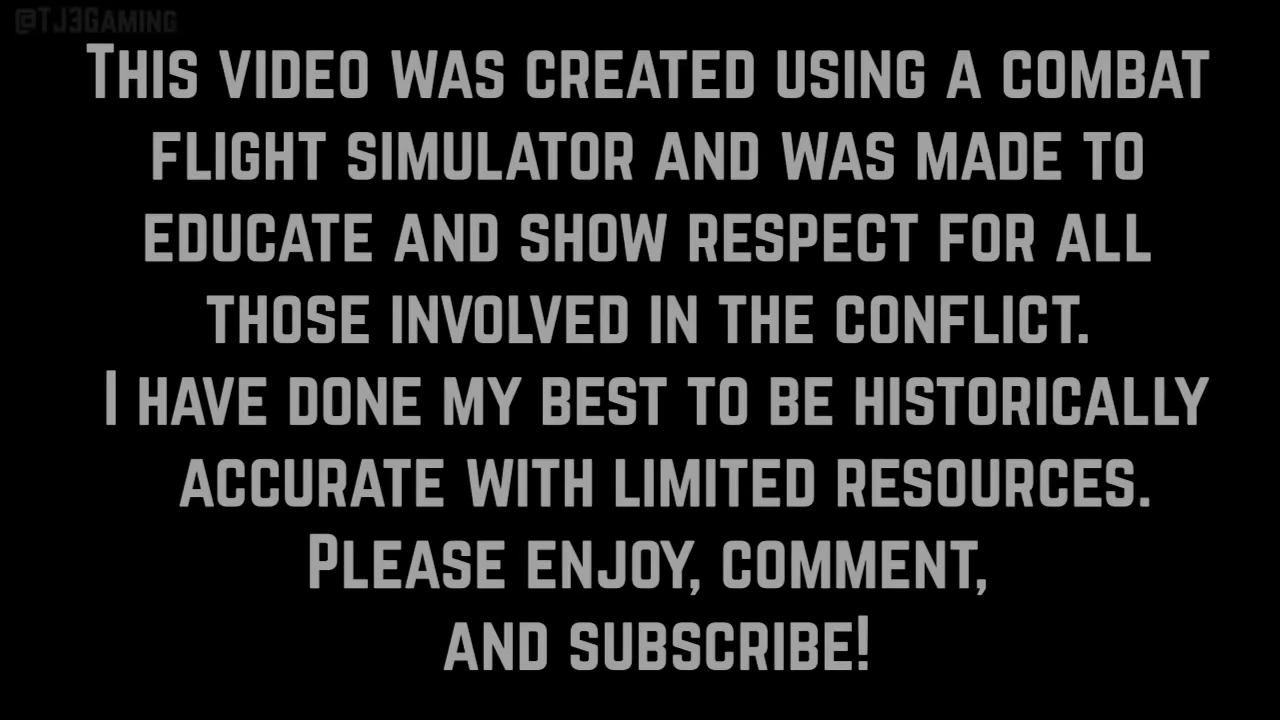 @TJ3Gaming
This video was created using a combat
flight simulator and was made to
educate and show respect for all
those involved in the conflict.
I have done my best to be historically
accurate with limited resources.
Please enjoy, comment,
and subscribe!